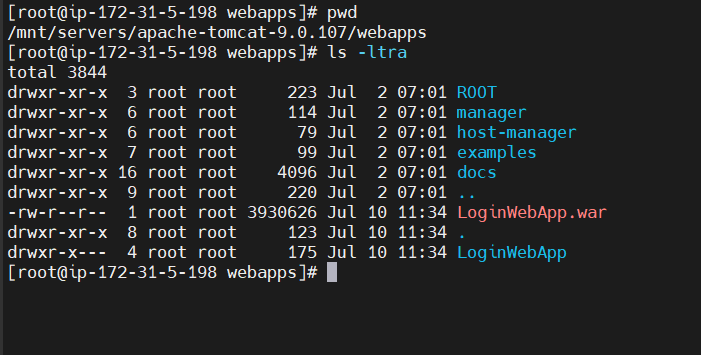 [root@ip-172-31-5-198 webapps]# pwd
/mnt/servers/apache-tomcat-9.0.107/webapps
[root@ip-172-31-5-198 webapps]# ls -ltra
total 3844
drwxr-xr-x  3 root root     223 Jul  2 07:01 ROOT
drwxr-xr-x  6 root root     114 Jul  2 07:01 manager
drwxr-xr-x  6 root root      79 Jul  2 07:01 host-manager
drwxr-xr-x  7 root root      99 Jul  2 07:01 examples
drwxr-xr-x 16 root root    4096 Jul  2 07:01 docs
drwxr-xr-x  9 root root     220 Jul  2 07:01 ..
-rw-r--r--  1 root root 3930626 Jul 10 11:34 LoginWebApp.war
drwxr-xr-x  8 root root     123 Jul 10 11:34 .
drwxr-x---  4 root root     175 Jul 10 11:34 LoginWebApp
[root@ip-172-31-5-198 webapps]#